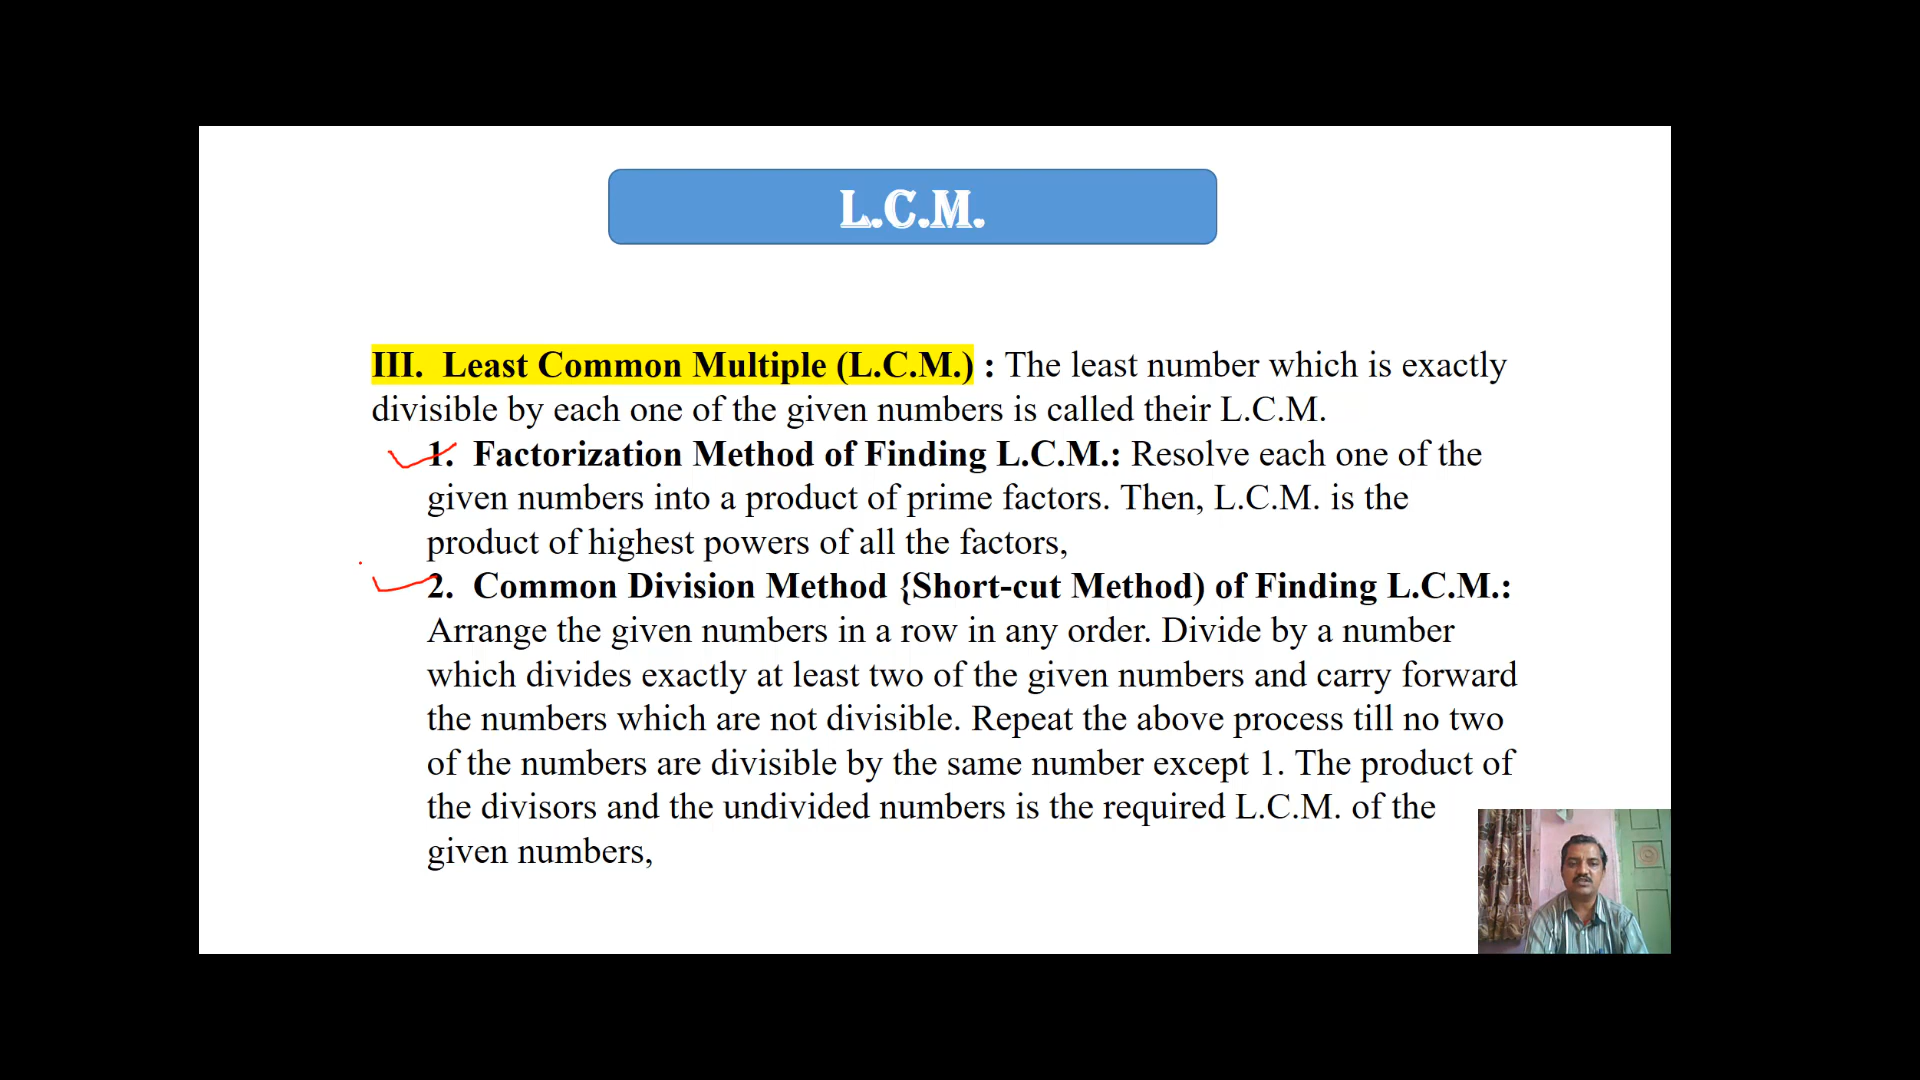 L.C.M.
III. Least Common Multiple (L.C.M.) : The least number which is exactly
divisible by each one of the given numbers is called their L.C.M.
1. Factorization Method of Finding L.C.M.: Resolve each one of the
given numbers into a product of prime factors. Then, L.C.M. is the
product of highest powers of all the factors,
2. Common Division Method {Short-cut Method) of Finding L.C.M.:
Arrange the given numbers in a row in any order. Divide by a number
which divides exactly at least two of the given numbers and carry forward
the numbers which are not divisible. Repeat the above process till no two
of the numbers are divisible by the same number except 1. The product of
the divisors and the undivided numbers is the required L.C.M. of the
given numbers,